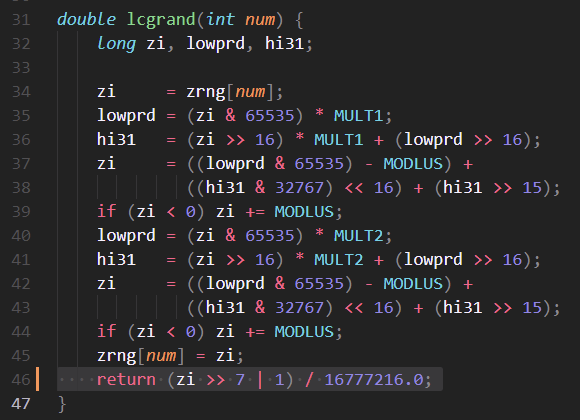 31 double lcgrand(int num) {
32     long zi, lowprd, hi31;
33
34     zi      = zrng[num];
35     lowprd = (zi & 65535) * MULT1;
36     hi31   = (zi >> 16) * MULT1 + (lowprd >> 16);
37     zi      = ((lowprd & 65535) - MODLUS) +
38               ((hi31 & 32767) << 16) + (hi31 >> 15);
39     if (zi < 0) zi += MODLUS;
40     lowprd = (zi & 65535) * MULT2;
41     hi31   = (zi >> 16) * MULT2 + (lowprd >> 16);
42     zi      = ((lowprd & 65535) - MODLUS) +
43               ((hi31 & 32767) << 16) + (hi31 >> 15);
44     if (zi < 0) zi += MODLUS;
45     zrng[num] = zi;
46     return (zi >> 7 | 1) / 16777216.0;
47 }